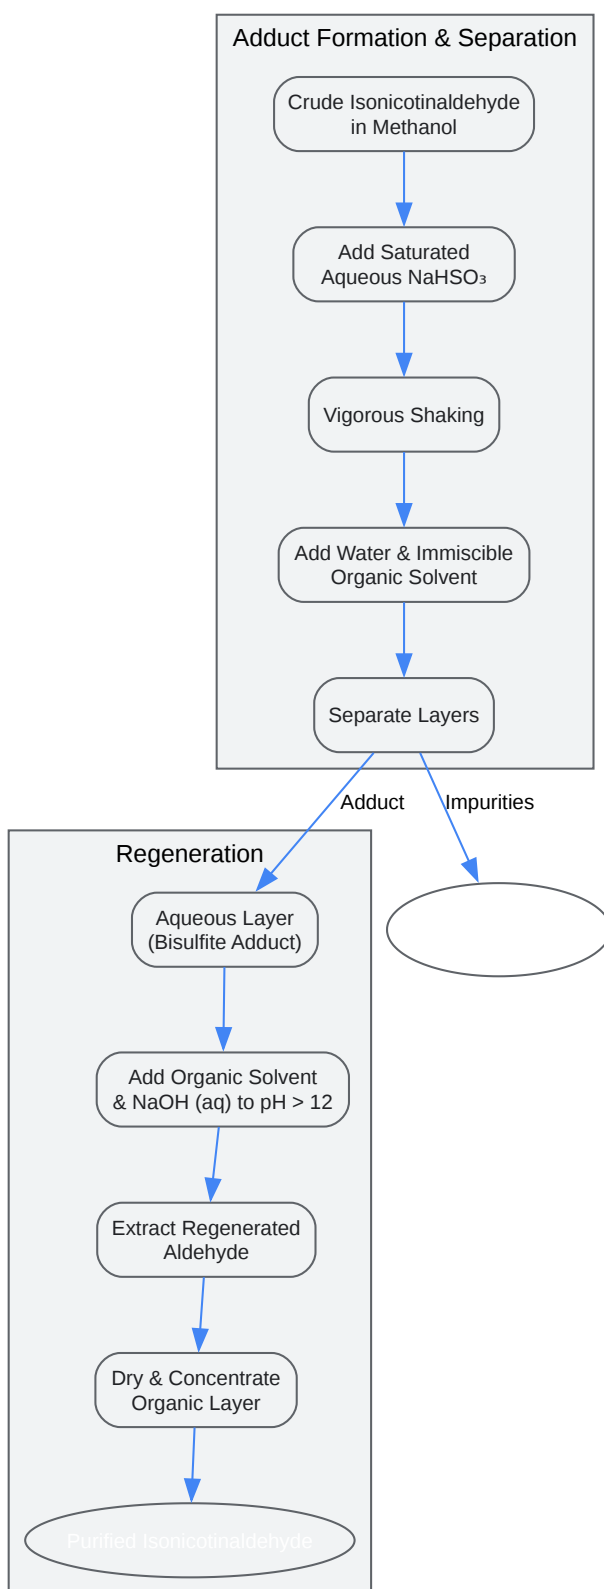 Adduct Formation & Separation
Crude Isonicotinaldehyde
in Methanol
Add Saturated
Aqueous NaHSO₃
Vigorous Shaking
Add Water & Immiscible
Organic Solvent
Separate Layers
Adduct
Impurities
Regeneration
Aqueous Layer
(Bisulfite Adduct)
Add Organic Solvent
& NaOH (aq) to pH > 12
Extract Regenerated
Aldehyde
Dry & Concentrate
Organic Layer
Purified Isonicotinaldehyde